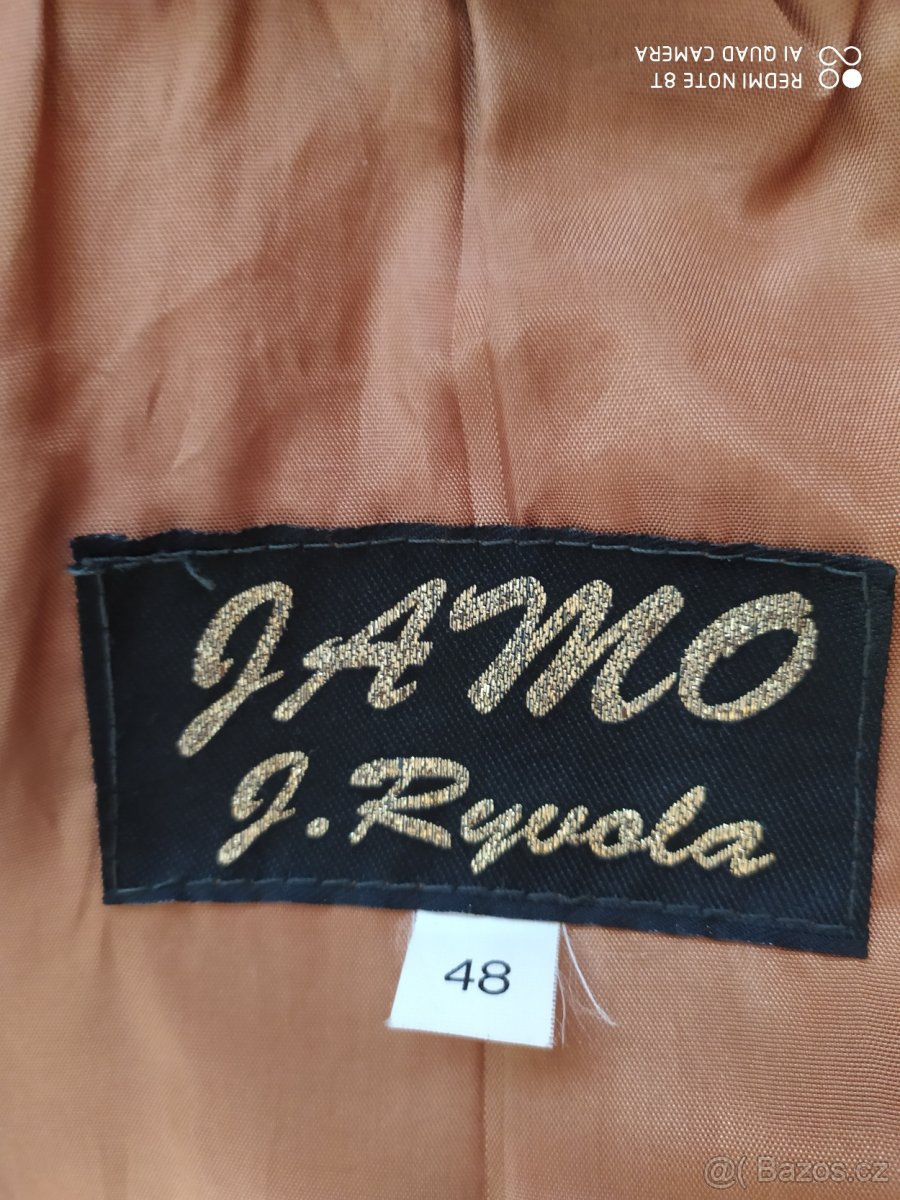 REDMI NOTE 8T
AI QUAD CAMERA
JAMO
J. Ryvola
48
@( Bazos.cz